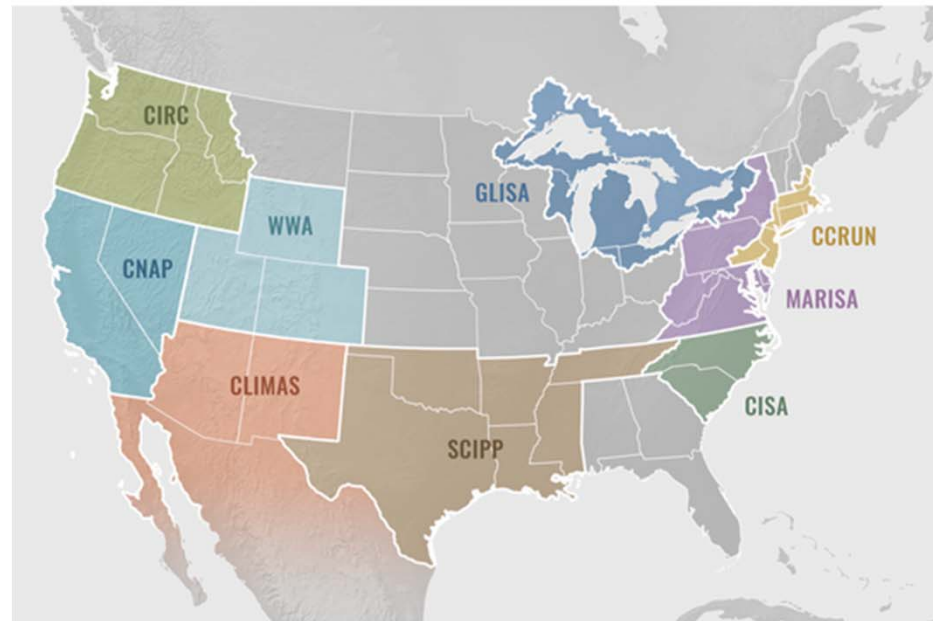 CIRC
GLISA
WWA
CCRUN
CNAP
MARISA
CLIMAS
CISA
SCIPP